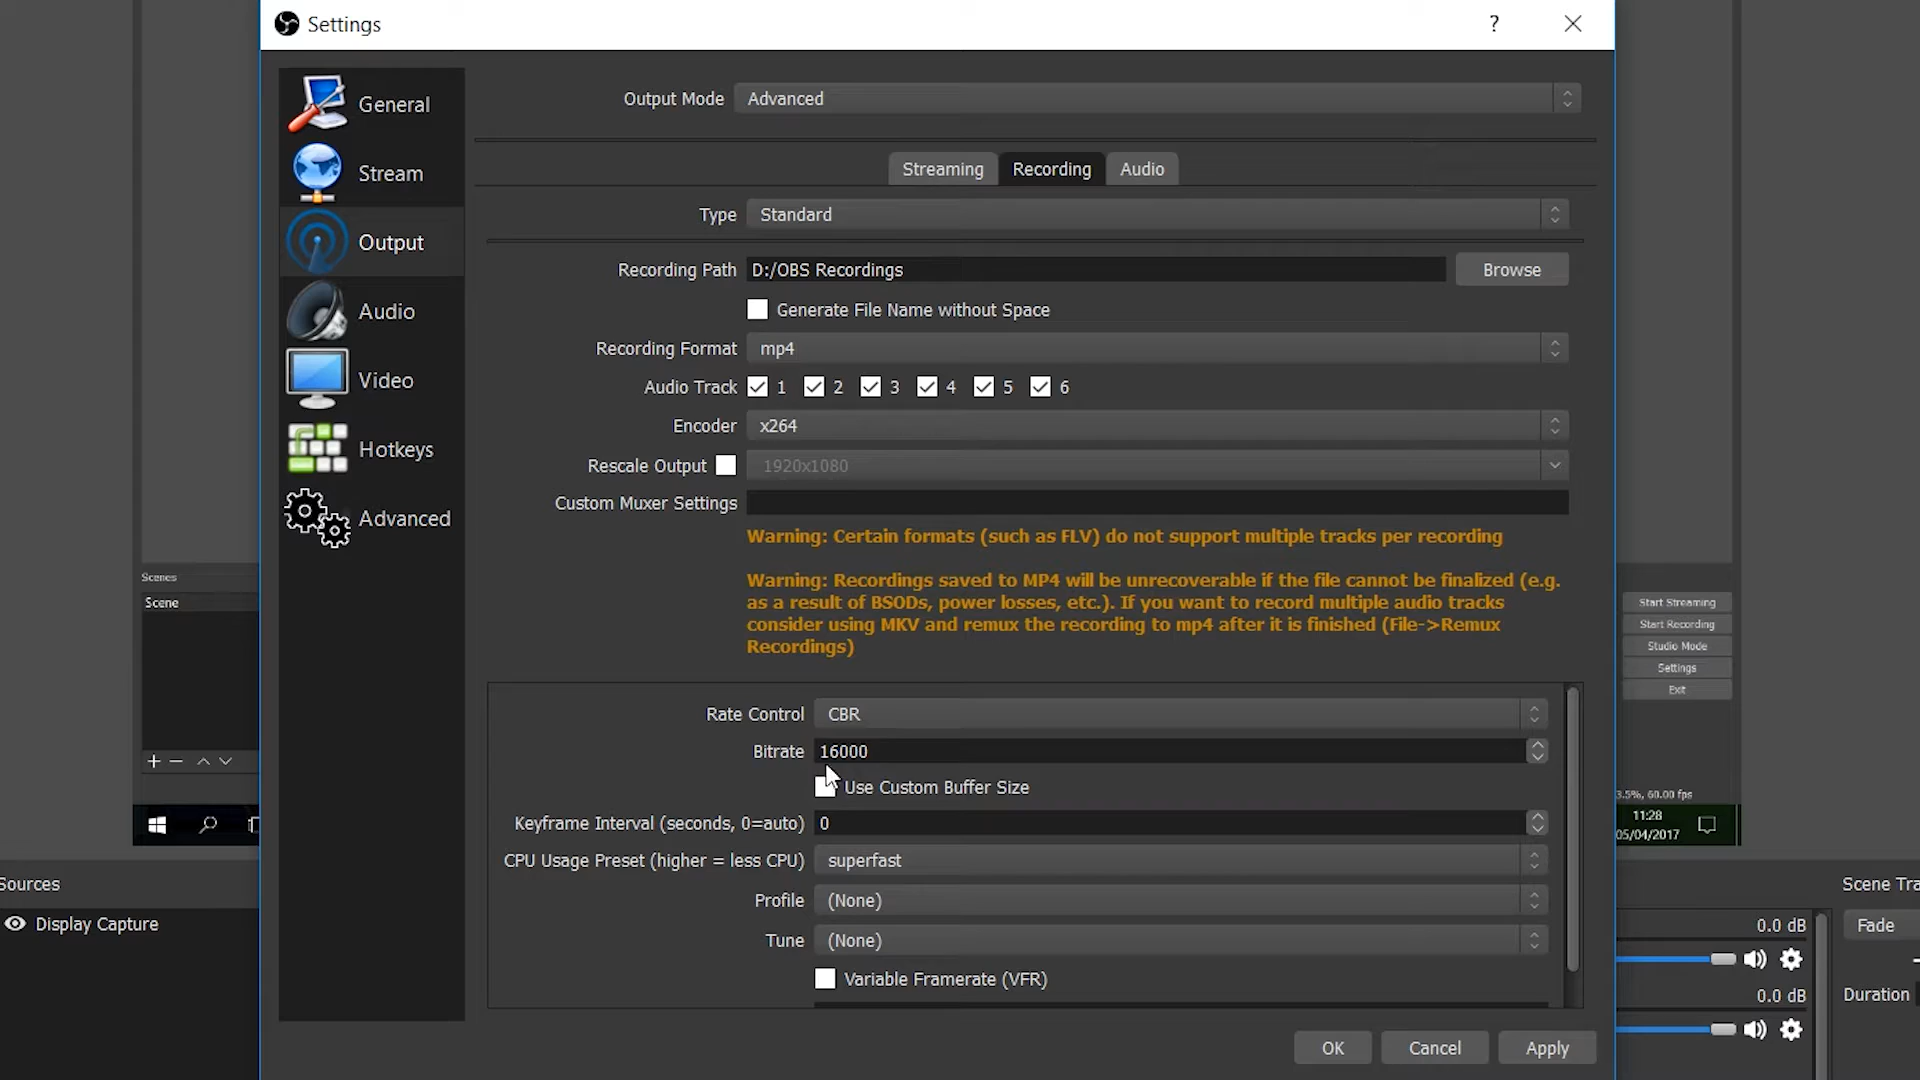 Settings
?
General
Stream
Output
Audio
Video
Hotkeys
Advanced
Output Mode Advanced
Streaming Recording Audio
Type Standard
Recording Path D:/OBS Recordings Browse
Generate File Name without Space
Recording Format mp4
Audio Track 1 2 3 4 5 6
Encoder x264
Rescale Output 1920x1080
Custom Muxer Settings
Warning: Certain formats (such as FLV) do not support multiple tracks per recording
Warning: Recordings saved to MP4 will be unrecoverable if the file cannot be finalized (e.g.
as a result of BSODs, power losses, etc.). If you want to record multiple audio tracks
consider using MKV and remux the recording to mp4 after it is finished (File->Remux
Recordings)
Rate Control CBR
Bitrate 16000
Use Custom Buffer Size
Keyframe Interval (seconds, 0=auto) 0
CPU Usage Preset (higher = less CPU) superfast
Profile (None)
Tune (None)
Variable Framerate (VFR)
OK Cancel Apply
Scenes
Scene
Sources
Display Capture
Start Streaming
Start Recording
Studio Mode
Settings
Exit
3.5%, 60.00 fps
11:28
05/04/2017
Scene Tra
0.0 dB
Fade
0.0 dB
Duration